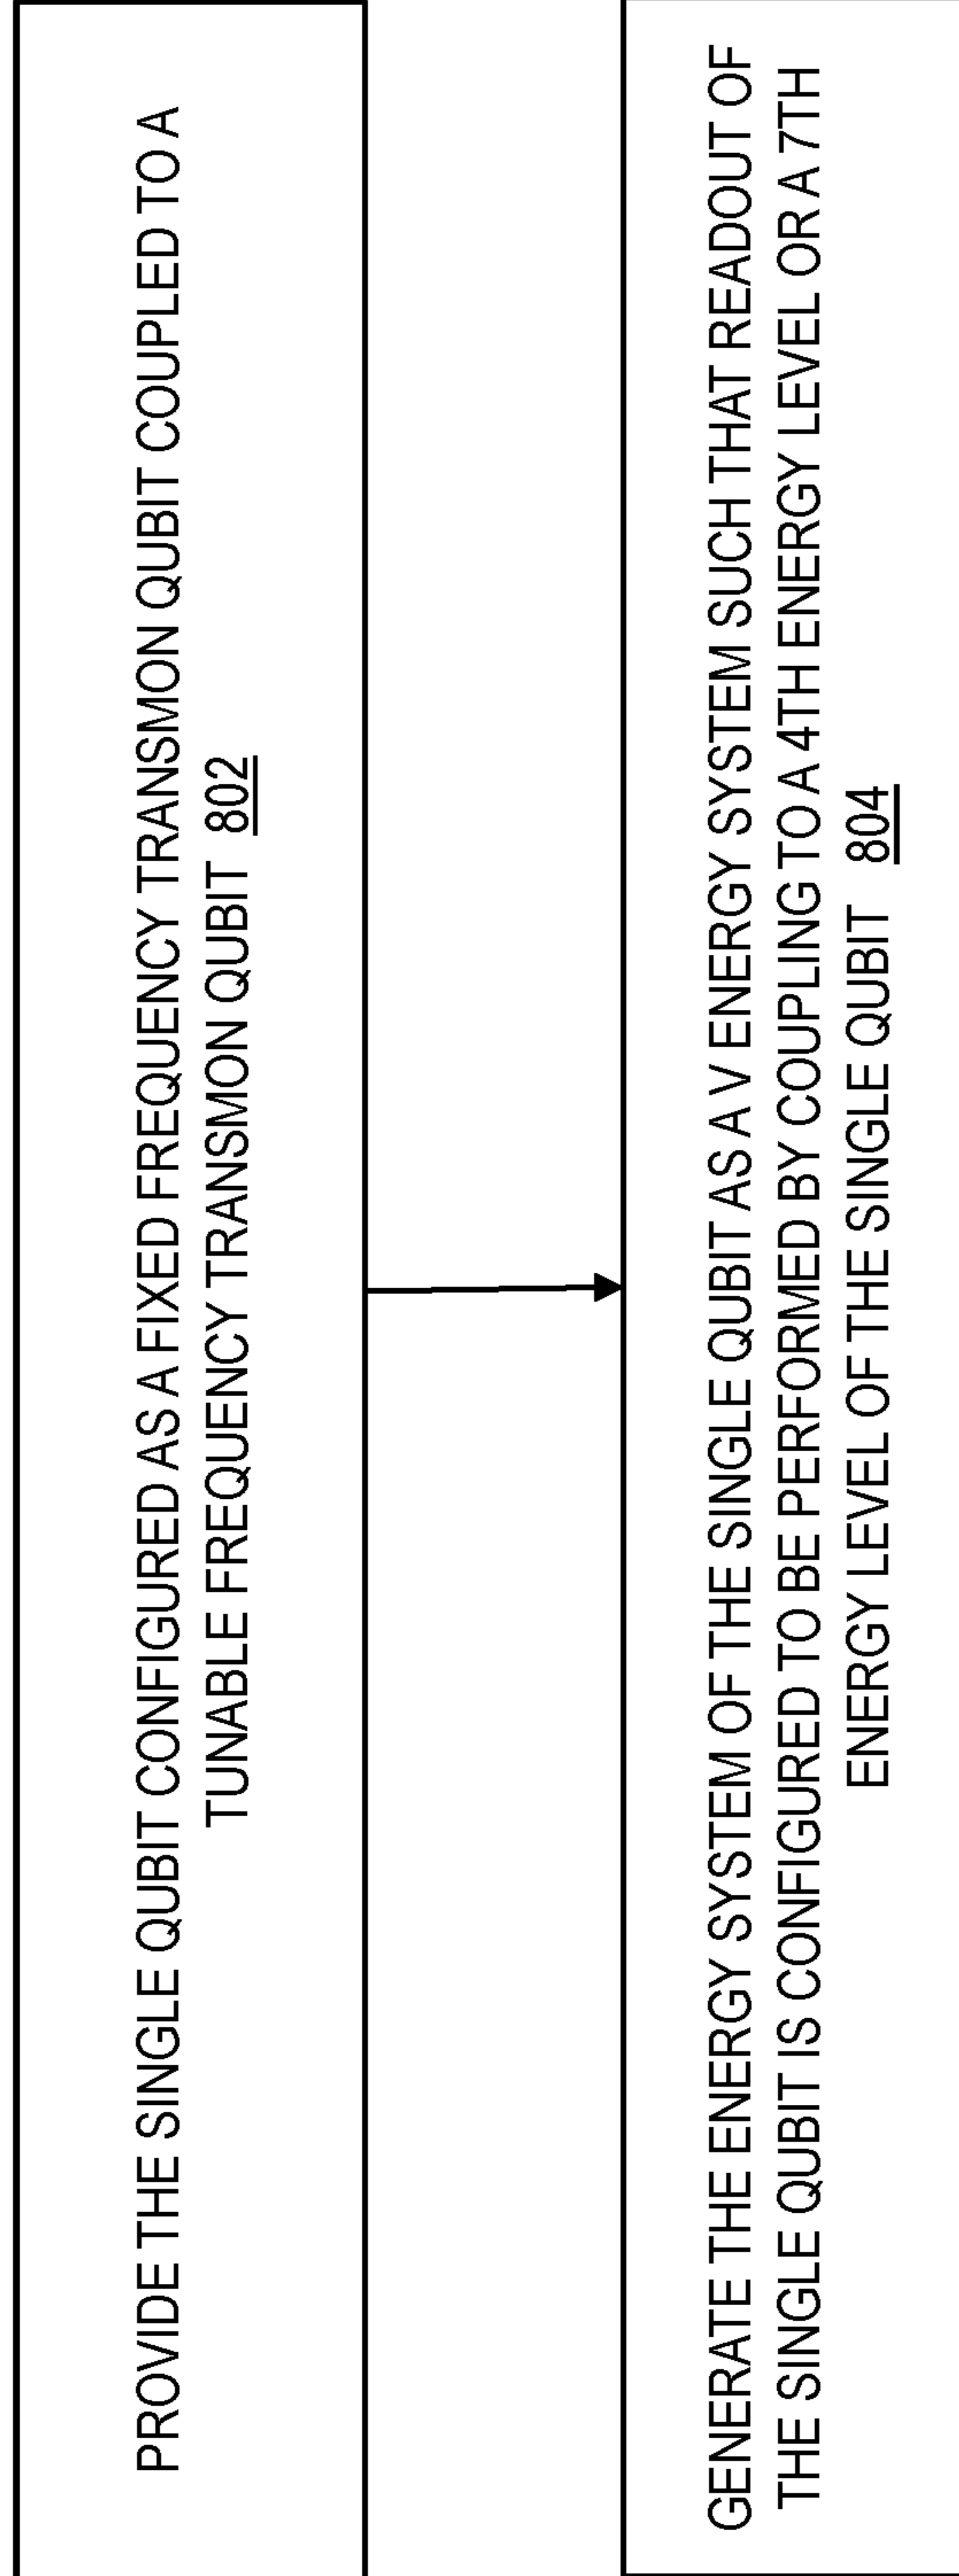 PROVIDE THE SINGLE QUBIT CONFIGURED AS A FIXED FREQUENCY TRANSMON QUBIT COUPLED TO A
TUNABLE FREQUENCY TRANSMON QUBIT 802
GENERATE THE ENERGY SYSTEM OF THE SINGLE QUBIT AS A V ENERGY SYSTEM SUCH THAT READOUT OF
THE SINGLE QUBIT IS CONFIGURED TO BE PERFORMED BY COUPLING TO A 4TH ENERGY LEVEL OR A 7TH
ENERGY LEVEL OF THE SINGLE QUBIT 804